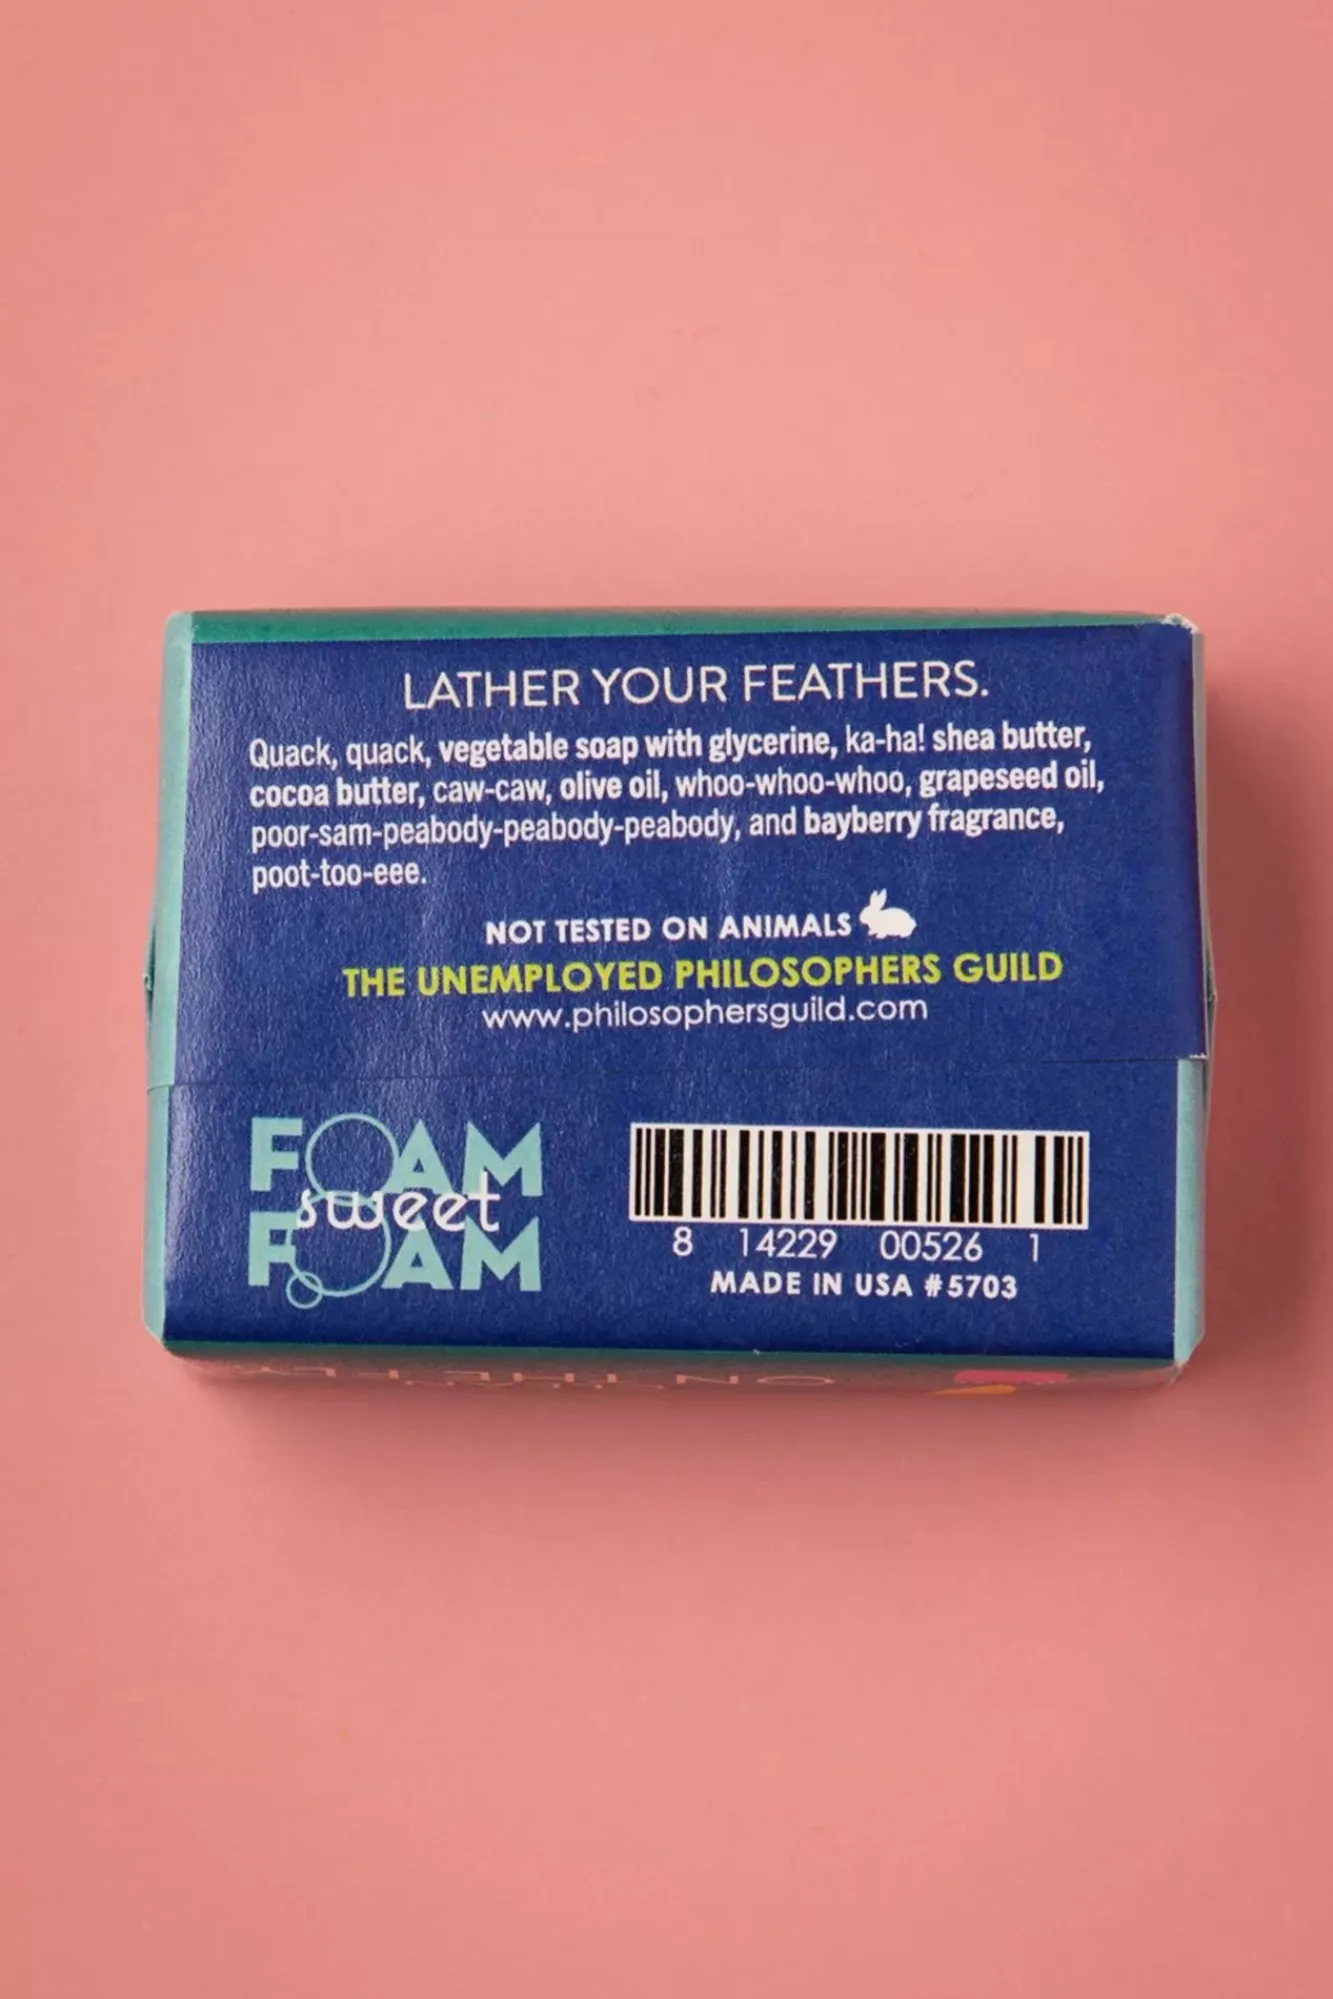 LATHER YOUR FEATHERS.
Quack, quack, vegetable soap with glycerine, ka-ha! shea butter,
cocoa butter, caw-caw, olive oil, whoo-whoo-whoo, grapeseed oil,
poor-sam-peabody-peabody-peabody, and bayberry fragrance,
poot-too-eee.
NOT TESTED ON ANIMALS
THE UNEMPLOYED PHILOSOPHERS GUILD
www.philosophersguild.com
FOAM
sweet
FOAM
8 14229 00526 1
MADE IN USA #5703